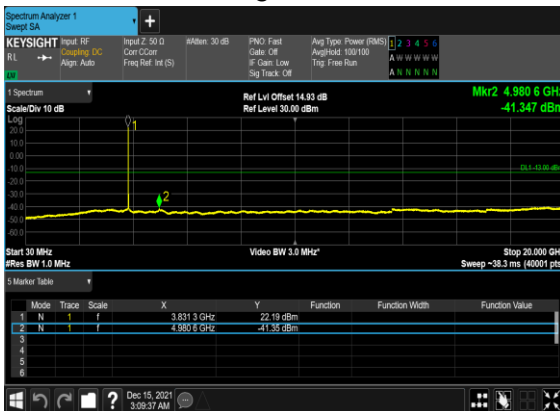 Spectrum Analyzer 1
Swept SA
KEYSIGHT Input: RF Input Z: 50 Ω #Atten: 30 dB PNO: Fast Avg Type: Power (RMS) 1 2 3 4 5 6
RL Coupling: DC Corr CCorr Gate: Off Avg|Hold: 100/100 A W W W W W
Align: Auto Freq Ref: Int (S) IF Gain: Low Trig: Free Run
Sig Track: Off A N N N N N
LV
1 Spectrum Ref Lvl Offset 14.93 dB Mkr2 4.980 6 GHz
Scale/Div 10 dB Ref Level 30.00 dBm -41.347 dBm
Log
20.0 1
10.0
0.00
-10.0 DL1 -13.00 dBm
-20.0
-30.0 2
-40.0
-50.0
-60.0
Start 30 MHz Video BW 3.0 MHz* Stop 20.000 GHz
#Res BW 1.0 MHz Sweep ~38.3 ms (40001 pts
5 Marker Table
Mode Trace Scale X Y Function Function Width Function Value
1 N 1 f 3.831 3 GHz 22.19 dBm
2 N 1 f 4.980 6 GHz -41.35 dBm
3
4
5
6
? Dec 15, 2021
3:09:37 AM